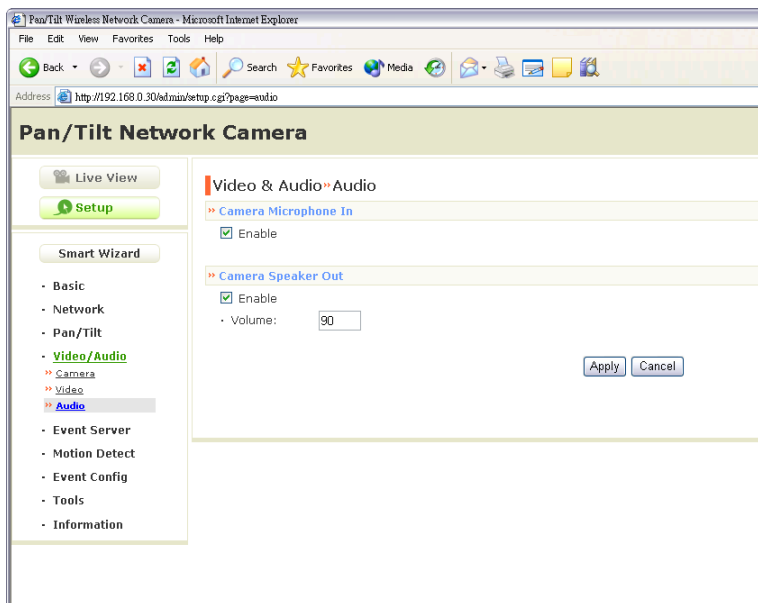 Pan/Tilt Wireless Network Camera - Microsoft Internet Explorer
File Edit View Favorites Tools Help
Back Search Favorites Media
Address http://192.168.0.30/admin/setup.cgi?page=audio
Pan/Tilt Network Camera
Live View
Setup
Smart Wizard
· Basic
· Network
· Pan/Tilt
· Video/Audio
» Camera
» Video
» Audio
· Event Server
· Motion Detect
· Event Config
· Tools
· Information
Video & Audio » Audio
» Camera Microphone In
Enable
» Camera Speaker Out
Enable
· Volume: 90
Apply Cancel